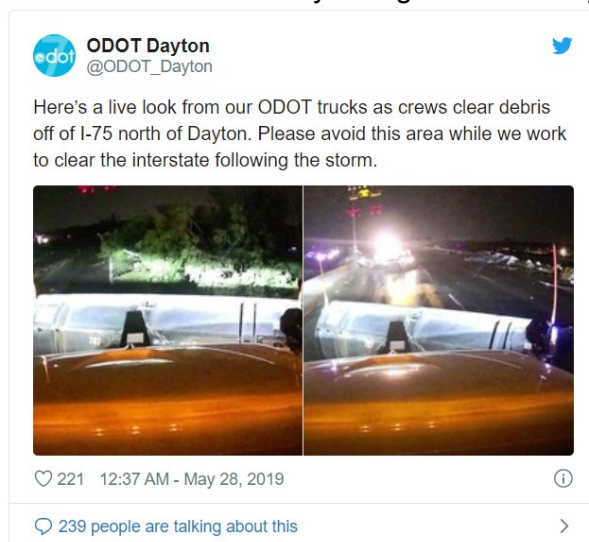 ODOT Dayton
@ODOT_Dayton
Here's a live look from our ODOT trucks as crews clear debris
off of I-75 north of Dayton. Please avoid this area while we work
to clear the interstate following the storm.
221 12:37 AM - May 28, 2019
239 people are talking about this